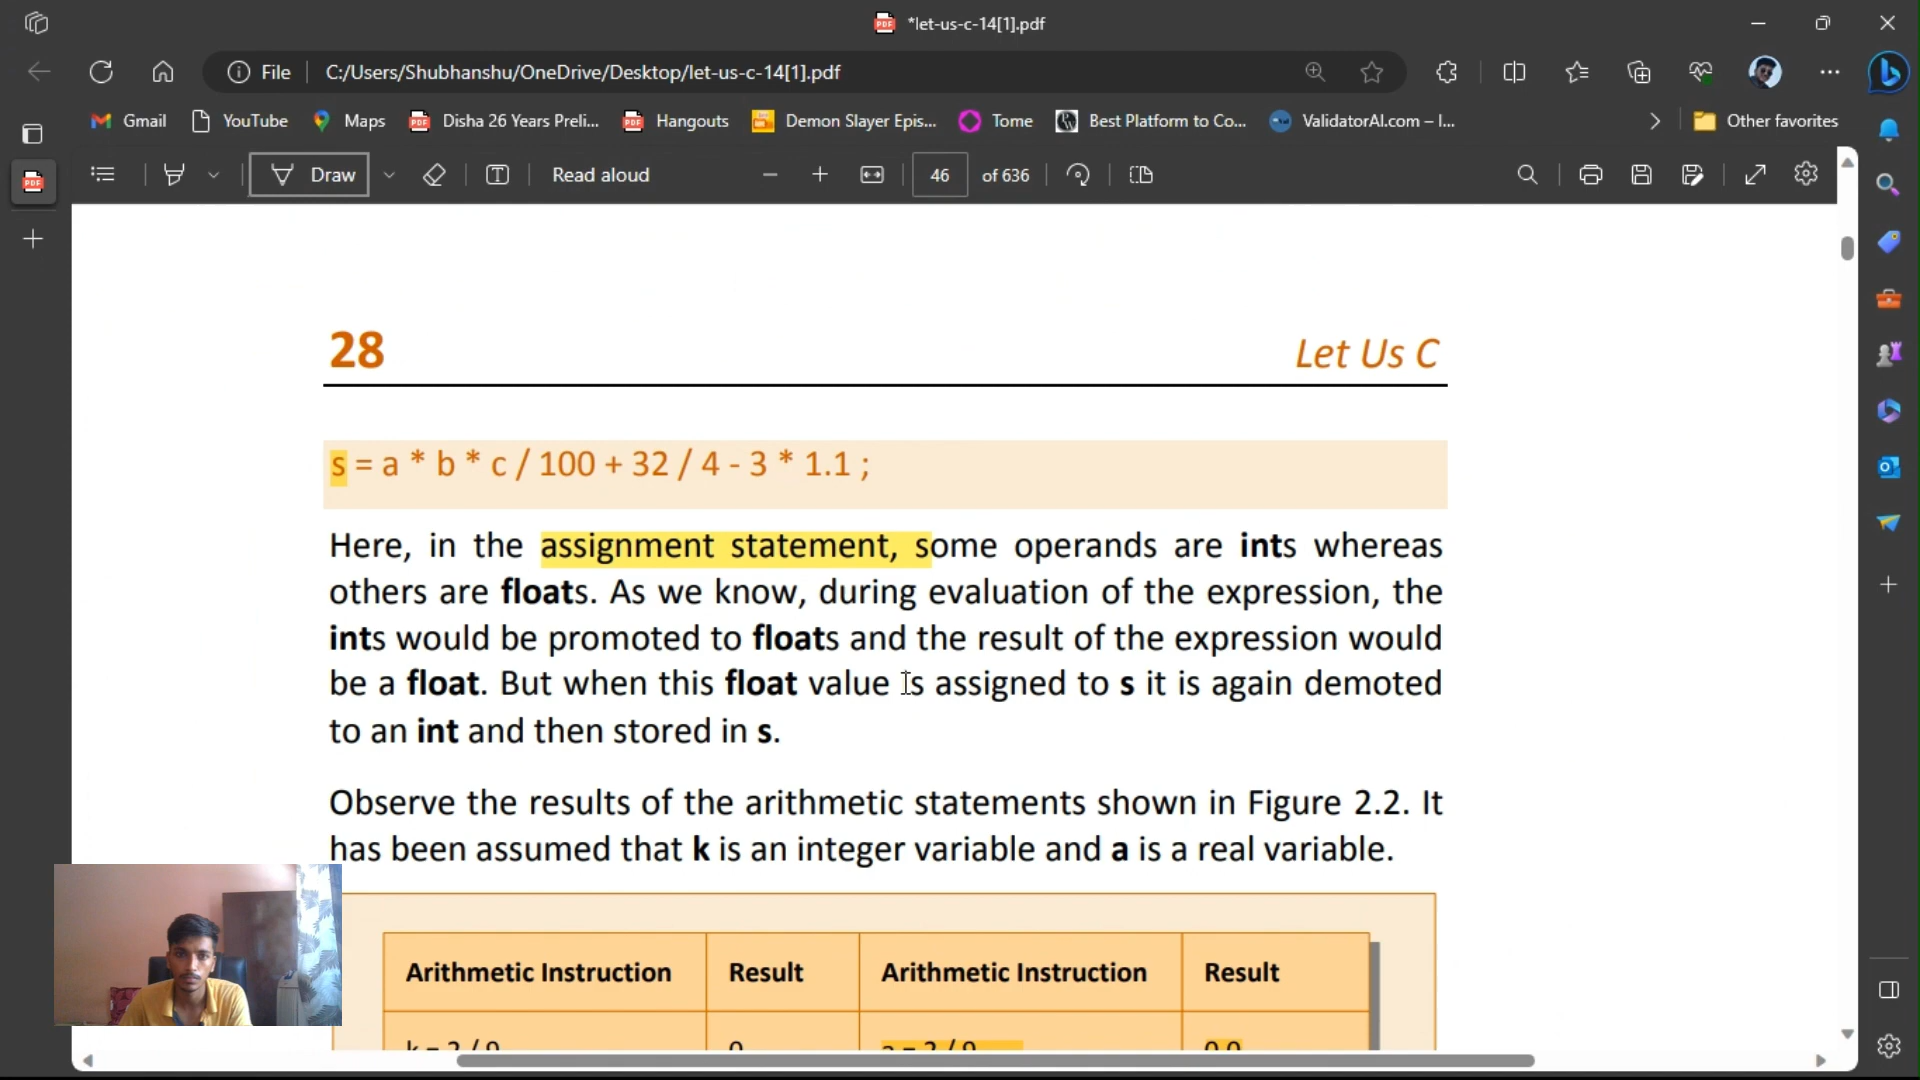 *let-us-c-14[1].pdf
File C:/Users/Shubhanshu/OneDrive/Desktop/let-us-c-14[1].pdf
Gmail YouTube Maps Disha 26 Years Preli... Hangouts Demon Slayer Epis... Tome Best Platform to Co... ValidatorAI.com – I... Other favorites
Draw Read aloud 46 of 636
28 Let Us C
s = a * b * c / 100 + 32 / 4 - 3 * 1.1 ;
Here, in the assignment statement, some operands are ints whereas
others are floats. As we know, during evaluation of the expression, the
ints would be promoted to floats and the result of the expression would
be a float. But when this float value is assigned to s it is again demoted
to an int and then stored in s.
Observe the results of the arithmetic statements shown in Figure 2.2. It
has been assumed that k is an integer variable and a is a real variable.
Arithmetic Instruction Result Arithmetic Instruction Result
k = 2 / 9 0 a = 2 / 9 0.0